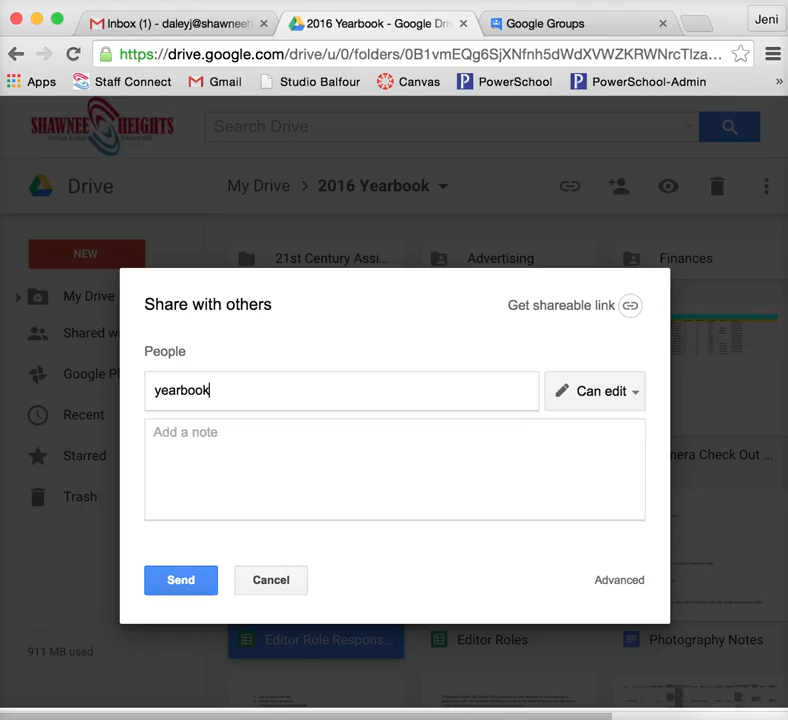 Inbox (1) - daleyj@shawneeh
2016 Yearbook - Google Dri
Google Groups
Jeni
https://drive.google.com/drive/u/0/folders/0B1vmEQg6SjXNfnh5dWdXVWZKRWNrcTlza...
Apps
Staff Connect
Gmail
Studio Balfour
Canvas
PowerSchool
PowerSchool-Admin
»
SHAWNEE HEIGHTS
Search Drive
Drive
My Drive > 2016 Yearbook
NEW
21st Century Assi...
Advertising
Finances
My Drive
Share with others
Get shareable link
Shared w
People
Google Pl
yearbook
Can edit
Recent
Add a note
Starred
mera Check Out ...
Trash
Send
Cancel
Advanced
911 MB used
Editor Role Respons...
Editor Roles
Photography Notes